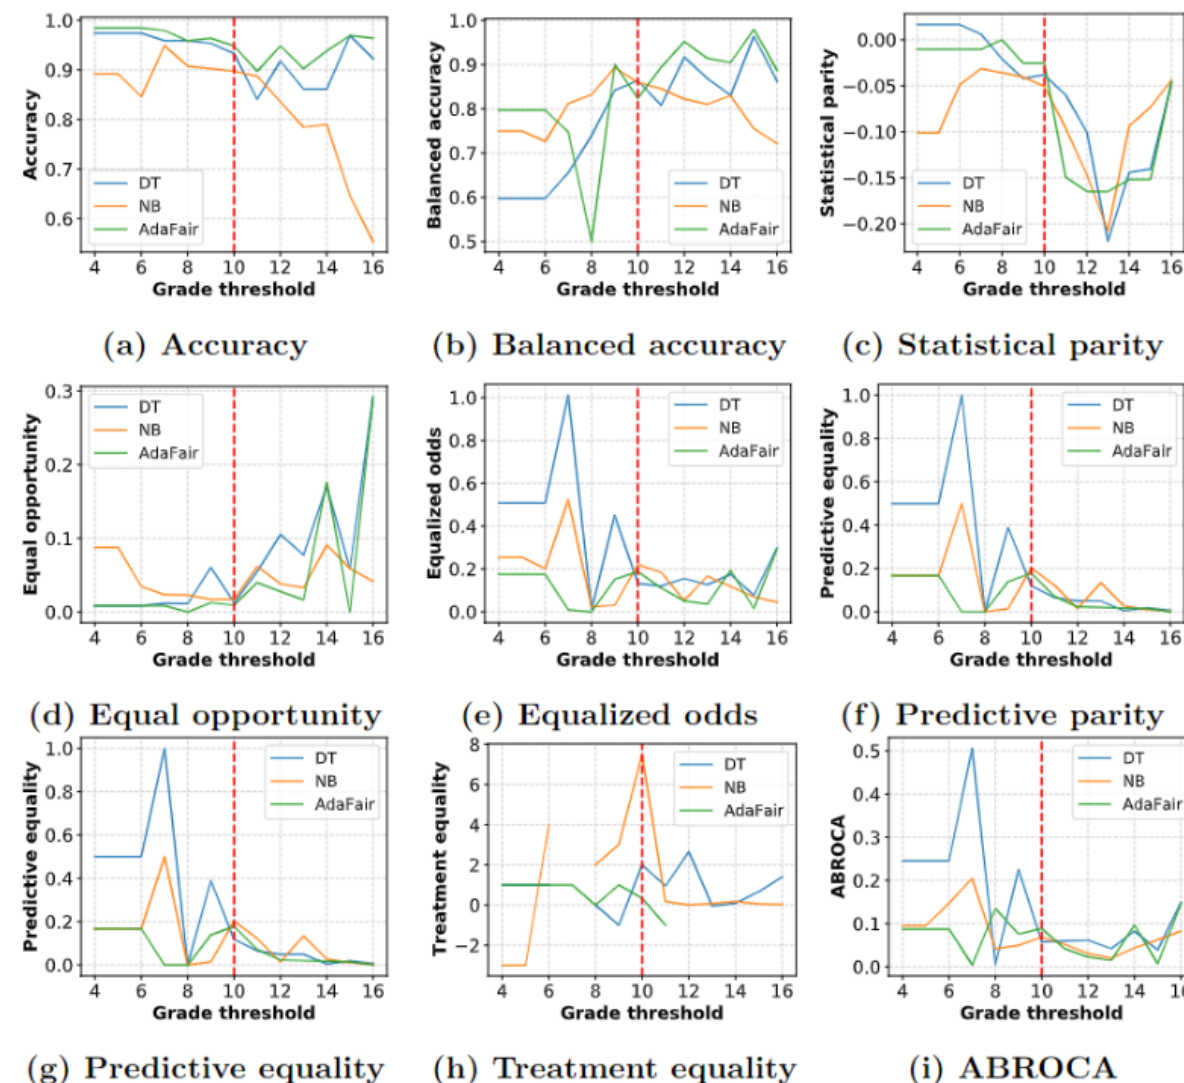 Accuracy
1.0
0.9
0.8
0.7
0.6
DT
NB
AdaFair
4 6 8 10 12 14 16
Grade threshold
(a) Accuracy
Balanced accuracy
1.0
0.9
0.8
0.7
0.6
0.5
DT
NB
AdaFair
4 6 8 10 12 14 16
Grade threshold
(b) Balanced accuracy
Statistical parity
0.00
−0.05
−0.10
−0.15
−0.20
DT
NB
AdaFair
4 6 8 10 12 14 16
Grade threshold
(c) Statistical parity
Equal opportunity
0.3
0.2
0.1
0.0
DT
NB
AdaFair
4 6 8 10 12 14 16
Grade threshold
(d) Equal opportunity
Equalized odds
1.0
0.8
0.6
0.4
0.2
0.0
DT
NB
AdaFair
4 6 8 10 12 14 16
Grade threshold
(e) Equalized odds
Predictive equality
1.0
0.8
0.6
0.4
0.2
0.0
DT
NB
AdaFair
4 6 8 10 12 14 16
Grade threshold
(f) Predictive parity
Predictive equality
1.0
0.8
0.6
0.4
0.2
0.0
DT
NB
AdaFair
4 6 8 10 12 14 16
Grade threshold
(g) Predictive equality
Treatment equality
8
6
4
2
0
−2
DT
NB
AdaFair
4 6 8 10 12 14 16
Grade threshold
(h) Treatment equality
ABROCA
0.5
0.4
0.3
0.2
0.1
0.0
DT
NB
AdaFair
4 6 8 10 12 14 16
Grade threshold
(i) ABROCA